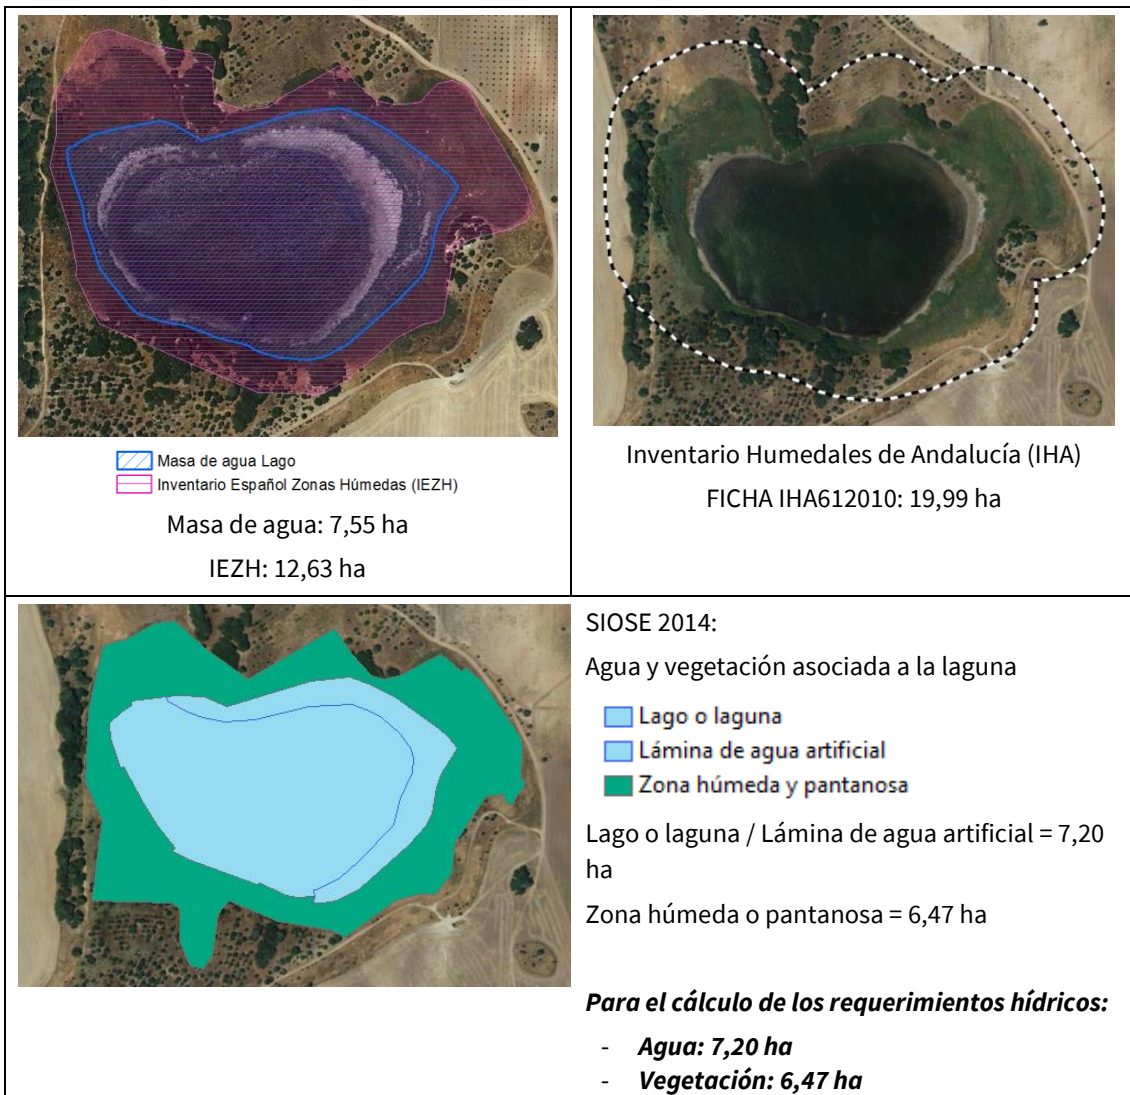 Masa de agua Lago
Inventario Español Zonas Húmedas (IEZH)
Masa de agua: 7,55 ha
IEZH: 12,63 ha
Inventario Humedales de Andalucía (IHA)
FICHA IHA612010: 19,99 ha
SIOSE 2014:
Agua y vegetación asociada a la laguna
Lago o laguna
Lámina de agua artificial
Zona húmeda y pantanosa
Lago o laguna / Lámina de agua artificial = 7,20
ha
Zona húmeda o pantanosa = 6,47 ha
Para el cálculo de los requerimientos hídricos:
- Agua: 7,20 ha
- Vegetación: 6,47 ha